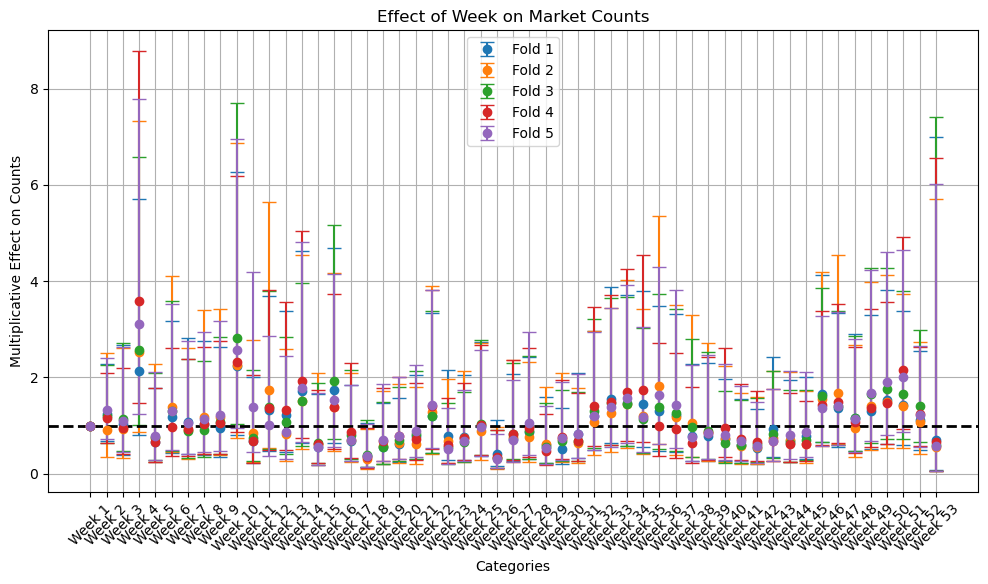 Effect of Week on Market Counts
Multiplicative Effect on Counts
8
6
4
2
0
Fold 1
Fold 2
Fold 3
Fold 4
Fold 5
Week 1
Week 2
Week 3
Week 4
Week 5
Week 6
Week 7
Week 8
Week 9
Week 10
Week 11
Week 12
Week 13
Week 14
Week 15
Week 16
Week 17
Week 18
Week 19
Week 20
Week 21
Week 22
Week 23
Week 24
Week 25
Week 26
Week 27
Week 28
Week 29
Week 30
Week 31
Week 32
Week 33
Week 34
Week 35
Week 36
Week 37
Week 38
Week 39
Week 40
Week 41
Week 42
Week 43
Week 44
Week 45
Week 46
Week 47
Week 48
Week 49
Week 50
Week 51
Week 52
Week 53
Categories